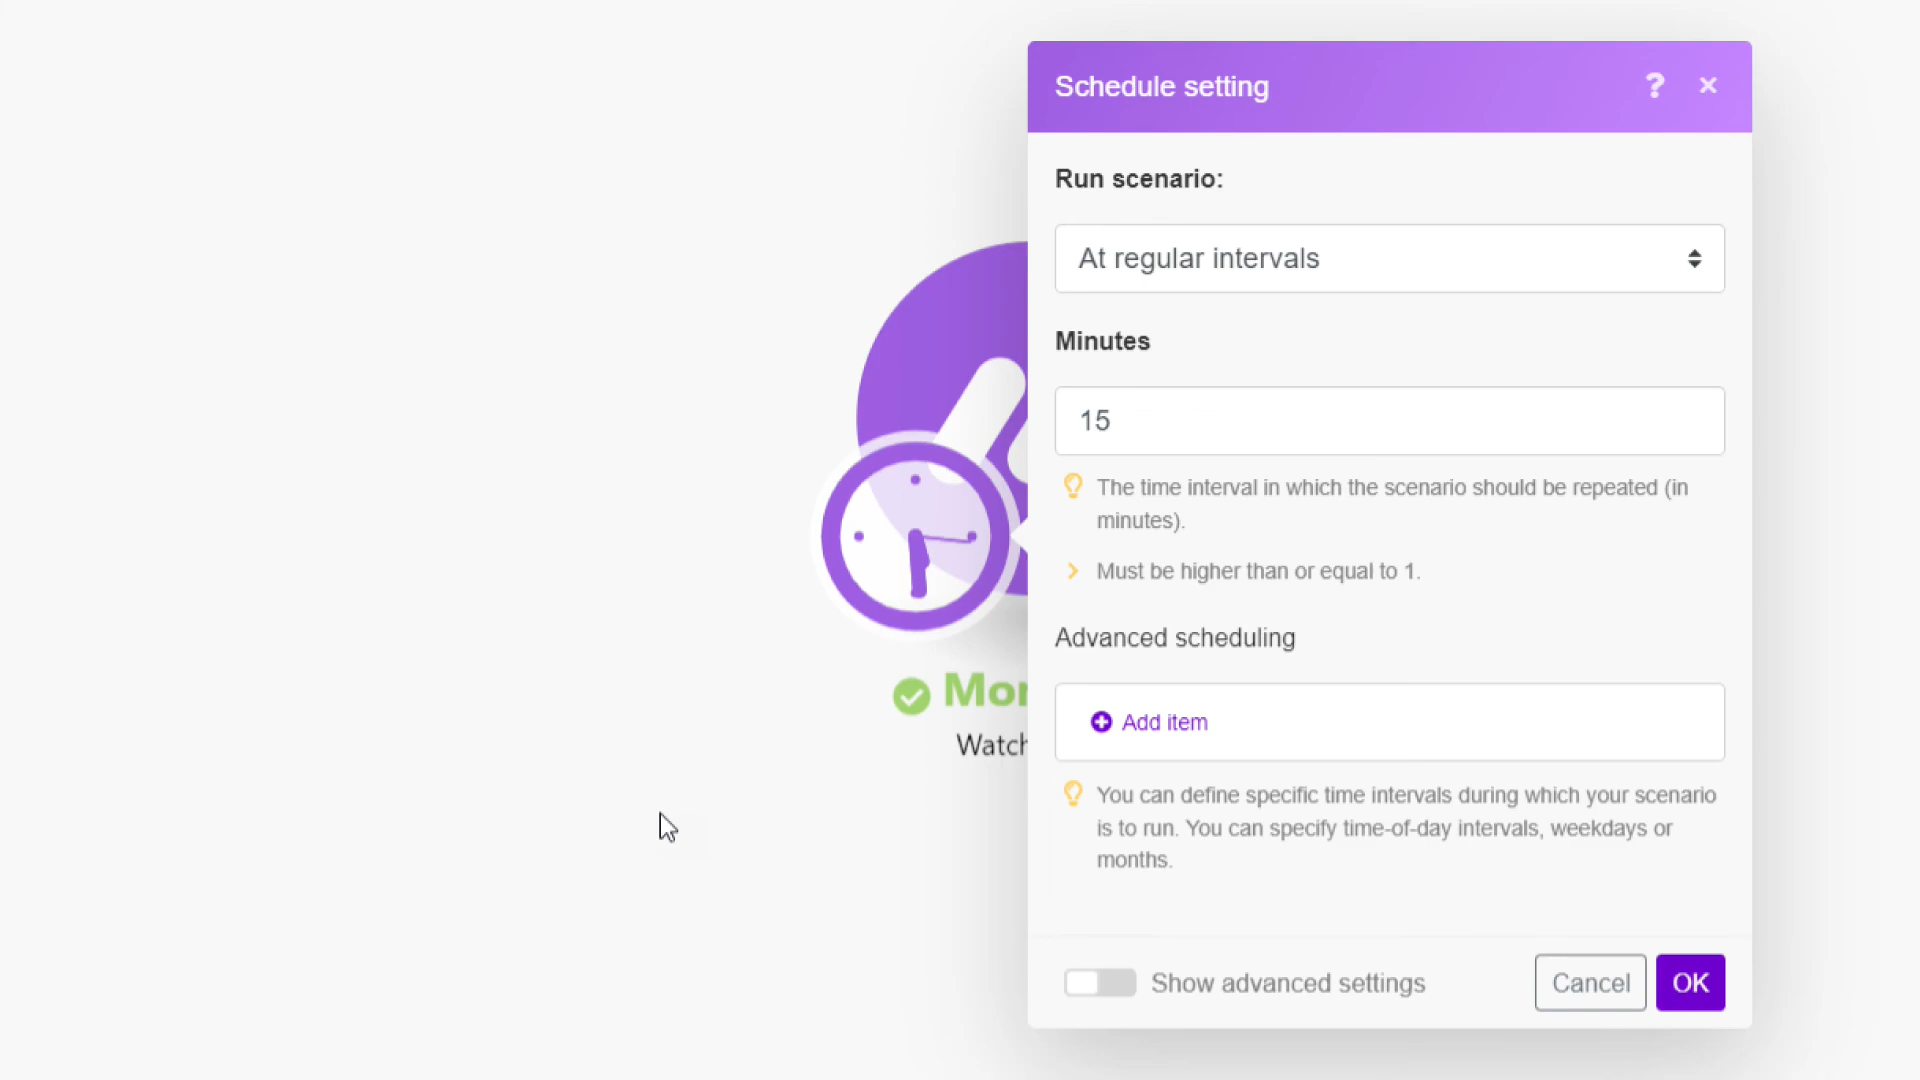 Schedule setting
Run scenario:
At regular intervals
Minutes
15
The time interval in which the scenario should be repeated (in
minutes).
Must be higher than or equal to 1.
Advanced scheduling
Add item
You can define specific time intervals during which your scenario
is to run. You can specify time-of-day intervals, weekdays or
months.
Show advanced settings
Cancel
OK
Mon
Watch